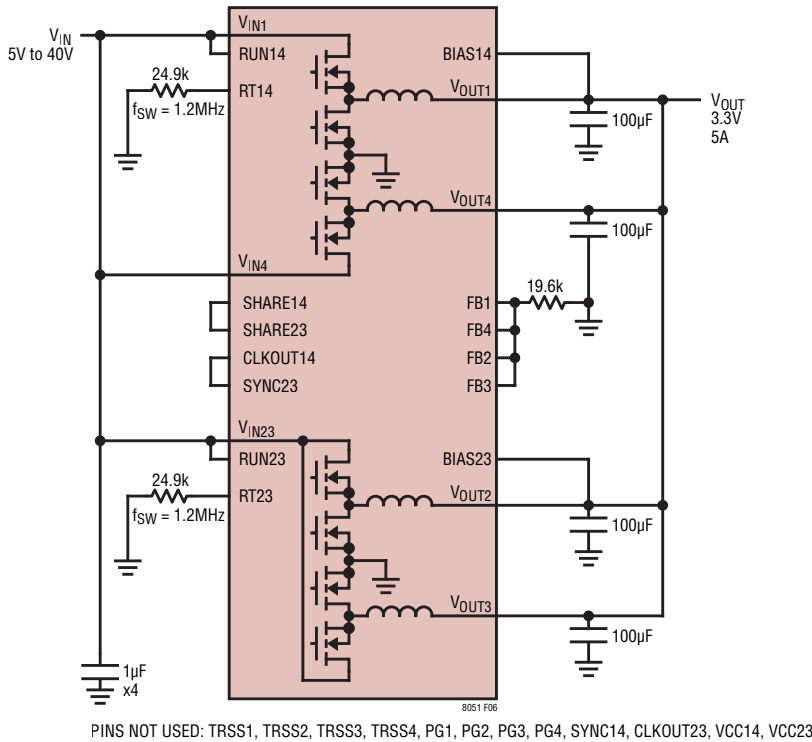 VIN
5V to 40V
VIN1
RUN14
24.9k
RT14
fSW = 1.2MHz
BIAS14
VOUT1
VOUT
3.3V
5A
100µF
VOUT4
100µF
VIN4
SHARE14
SHARE23
CLKOUT14
SYNC23
FB1
19.6k
FB4
FB2
FB3
VIN23
RUN23
24.9k
RT23
fSW = 1.2MHz
BIAS23
VOUT2
100µF
VOUT3
100µF
1µF
x4
8051 F06
PINS NOT USED: TRSS1, TRSS2, TRSS3, TRSS4, PG1, PG2, PG3, PG4, SYNC14, CLKOUT23, VCC14, VCC23